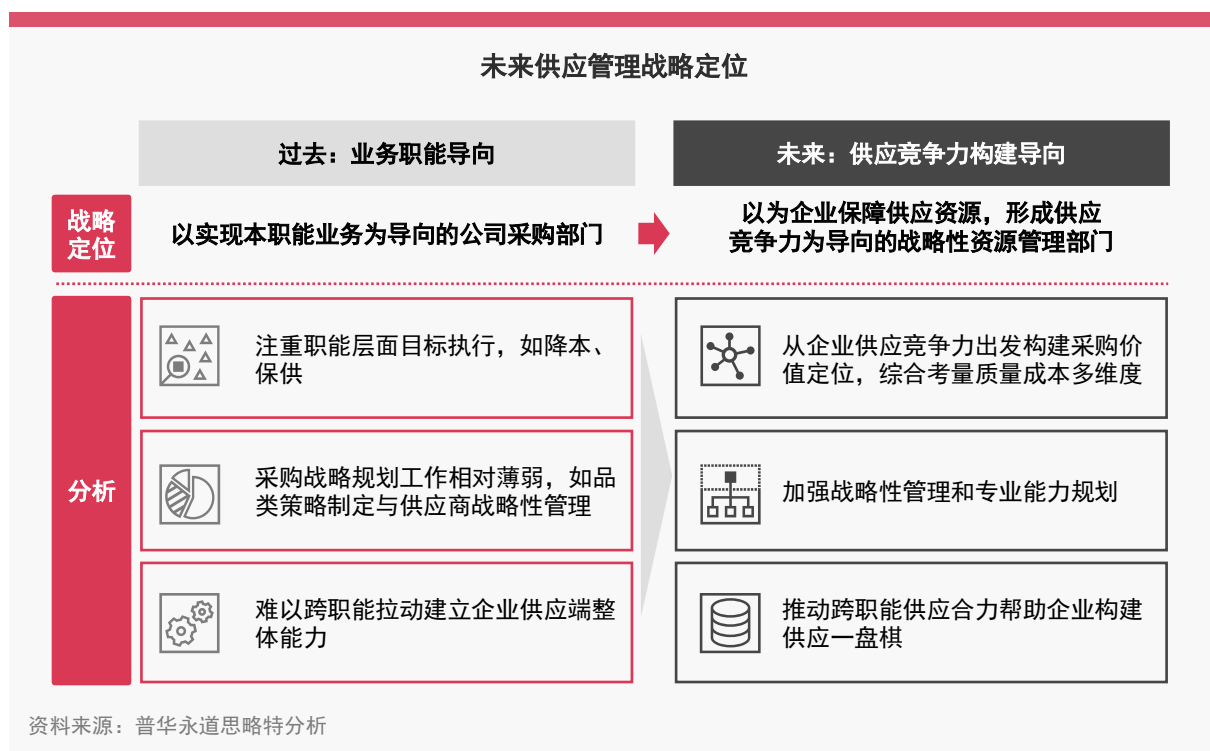 未来供应管理战略定位
过去：业务职能导向
未来：供应竞争力构建导向
战略
定位
以实现本职能业务为导向的公司采购部门
以为企业保障供应资源，形成供应
竞争力为导向的战略性资源管理部门
分析
注重职能层面目标执行，如降本、
保供
从企业供应竞争力出发构建采购价
值定位，综合考量质量成本多维度
采购战略规划工作相对薄弱，如品
类策略制定与供应商战略性管理
加强战略性管理和专业能力规划
难以跨职能拉动建立企业供应端整
体能力
推动跨职能供应合力帮助企业构建
供应一盘棋
资料来源：普华永道思略特分析